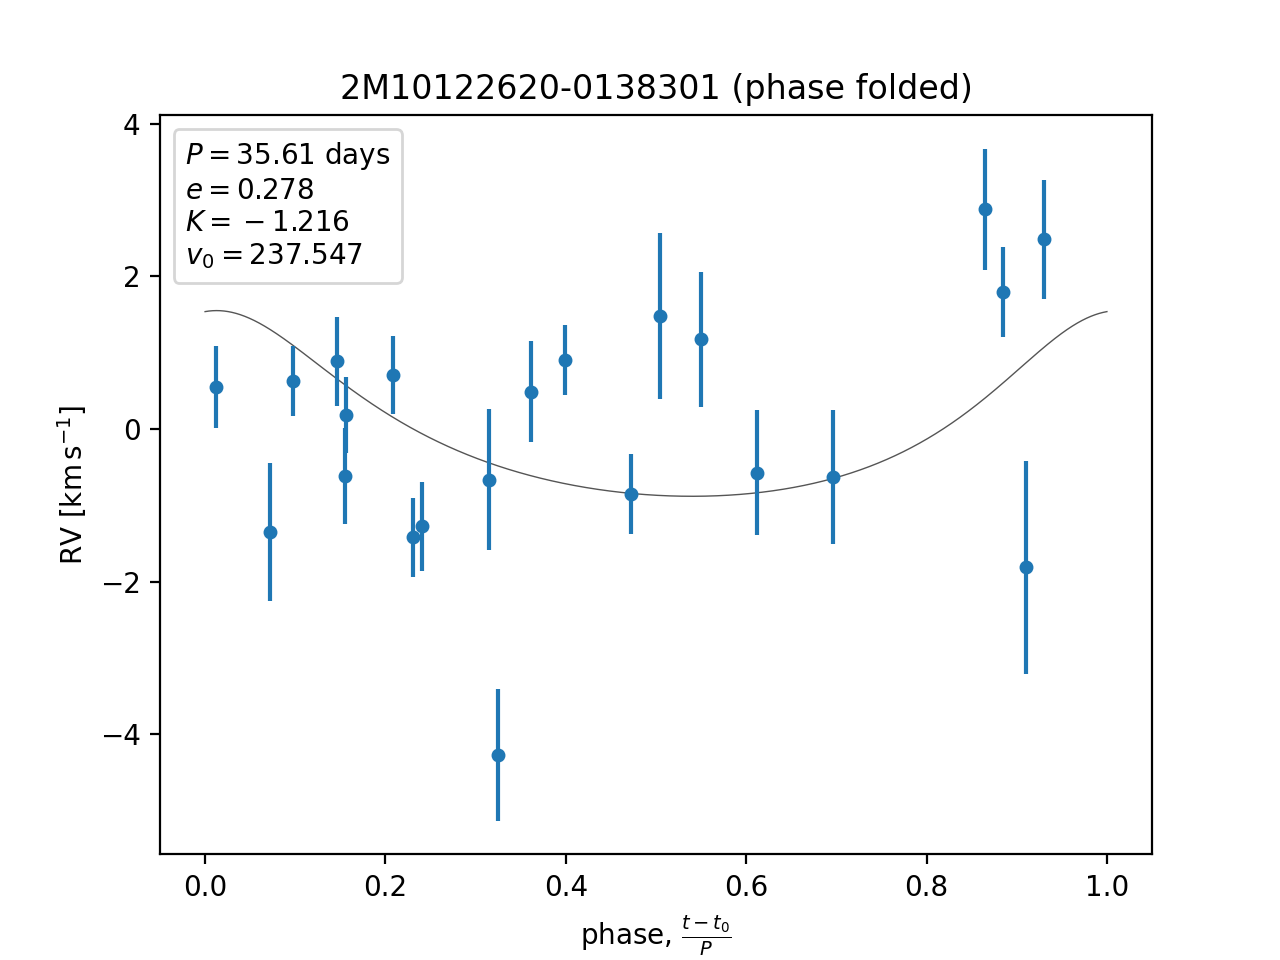 2M10122620-0138301 (phase folded)
P = 35.61 days
e = 0.278
K = −1.216
v₀ = 237.547
4
2
0
−2
−4
RV [km s⁻¹]
0.0 0.2 0.4 0.6 0.8 1.0
phase, (t − t₀)/P